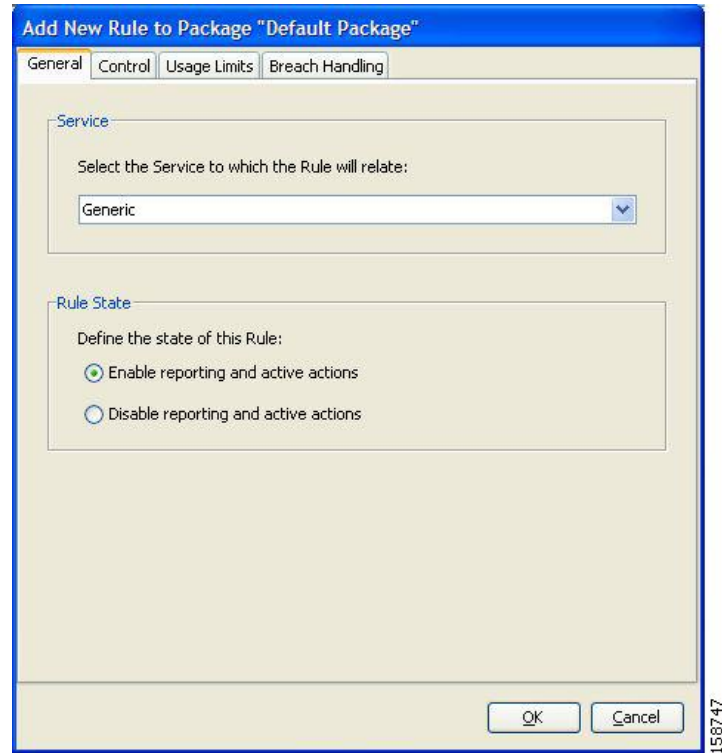 Add New Rule to Package "Default Package"
General Control Usage Limits Breach Handling
Service
Select the Service to which the Rule will relate:
Generic
Rule State
Define the state of this Rule:
Enable reporting and active actions
Disable reporting and active actions
OK Cancel
58747